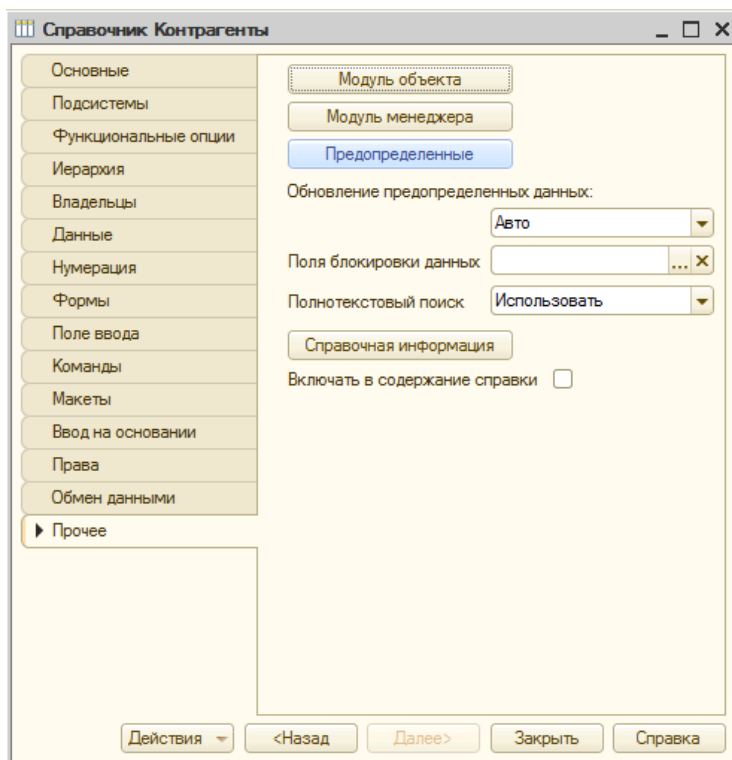 Справочник Контрагенты
Основные
Подсистемы
Функциональные опции
Иерархия
Владельцы
Данные
Нумерация
Формы
Поле ввода
Команды
Макеты
Ввод на основании
Права
Обмен данными
Прочее
Модуль объекта
Модуль менеджера
Предопределенные
Обновление предопределенных данных:
Авто
Поля блокировки данных ...
Полнотекстовый поиск Использовать
Справочная информация
Включать в содержание справки
Действия <Назад Далее> Закрыть Справка